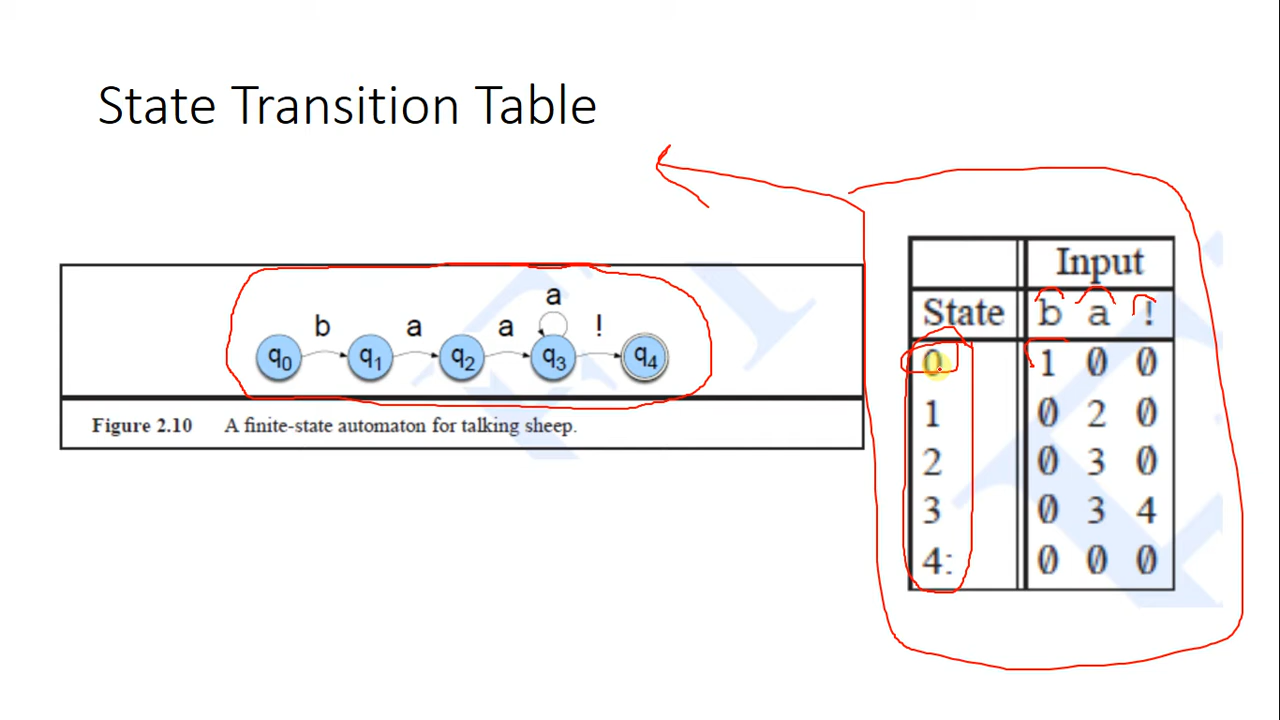 State Transition Table
a
b a a !
q0 q1 q2 q3 q4
Figure 2.10 A finite-state automaton for talking sheep.
Input
State b a !
0 1 ∅ ∅
1 ∅ 2 ∅
2 ∅ 3 ∅
3 ∅ 3 4
4: ∅ ∅ ∅